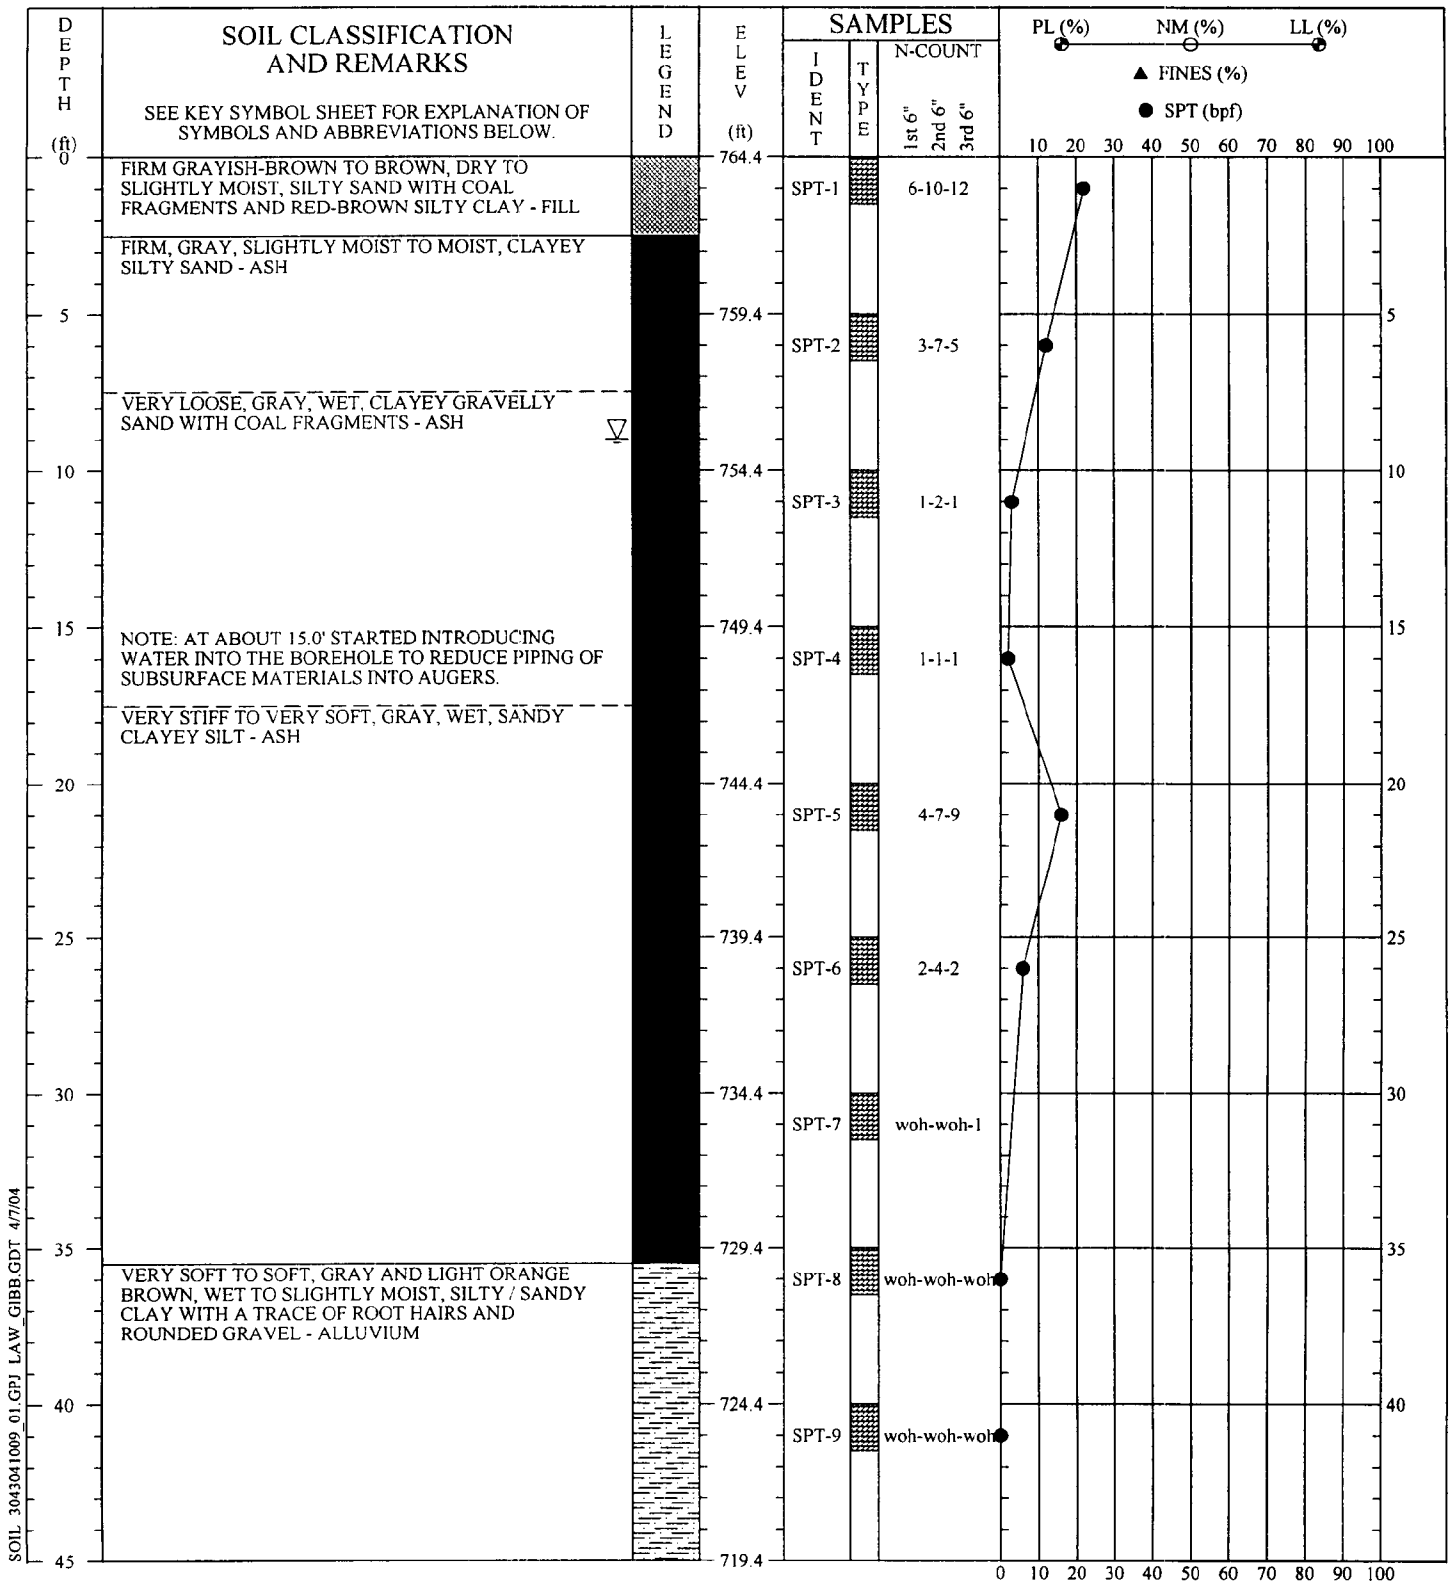 DEPTH
(ft)
SOIL CLASSIFICATION
AND REMARKS
SEE KEY SYMBOL SHEET FOR EXPLANATION OF
SYMBOLS AND ABBREVIATIONS BELOW.
LEGEND
ELEV
(ft)
SAMPLES
IDENT
TYPE
N-COUNT
1st 6"
2nd 6"
3rd 6"
PL (%)
NM (%)
LL (%)
▲ FINES (%)
● SPT (bpf)
10 20 30 40 50 60 70 80 90 100
0
FIRM GRAYISH-BROWN TO BROWN, DRY TO
SLIGHTLY MOIST, SILTY SAND WITH COAL
FRAGMENTS AND RED-BROWN SILTY CLAY - FILL
764.4
SPT-1 6-10-12
FIRM, GRAY, SLIGHTLY MOIST TO MOIST, CLAYEY
SILTY SAND - ASH
5 759.4 5
SPT-2 3-7-5
VERY LOOSE, GRAY, WET, CLAYEY GRAVELLY
SAND WITH COAL FRAGMENTS - ASH
10 754.4 10
SPT-3 1-2-1
15 749.4 15
NOTE: AT ABOUT 15.0' STARTED INTRODUCING
WATER INTO THE BOREHOLE TO REDUCE PIPING OF
SUBSURFACE MATERIALS INTO AUGERS.
SPT-4 1-1-1
VERY STIFF TO VERY SOFT, GRAY, WET, SANDY
CLAYEY SILT - ASH
20 744.4 20
SPT-5 4-7-9
25 739.4 25
SPT-6 2-4-2
30 734.4 30
SPT-7 woh-woh-1
35 729.4 35
VERY SOFT TO SOFT, GRAY AND LIGHT ORANGE
BROWN, WET TO SLIGHTLY MOIST, SILTY / SANDY
CLAY WITH A TRACE OF ROOT HAIRS AND
ROUNDED GRAVEL - ALLUVIUM
SPT-8 woh-woh-woh
40 724.4 40
SPT-9 woh-woh-woh
45 719.4
0 10 20 30 40 50 60 70 80 90 100
SOIL 3043041009_01.GPJ LAW_GIBB.GDT 4/7/04